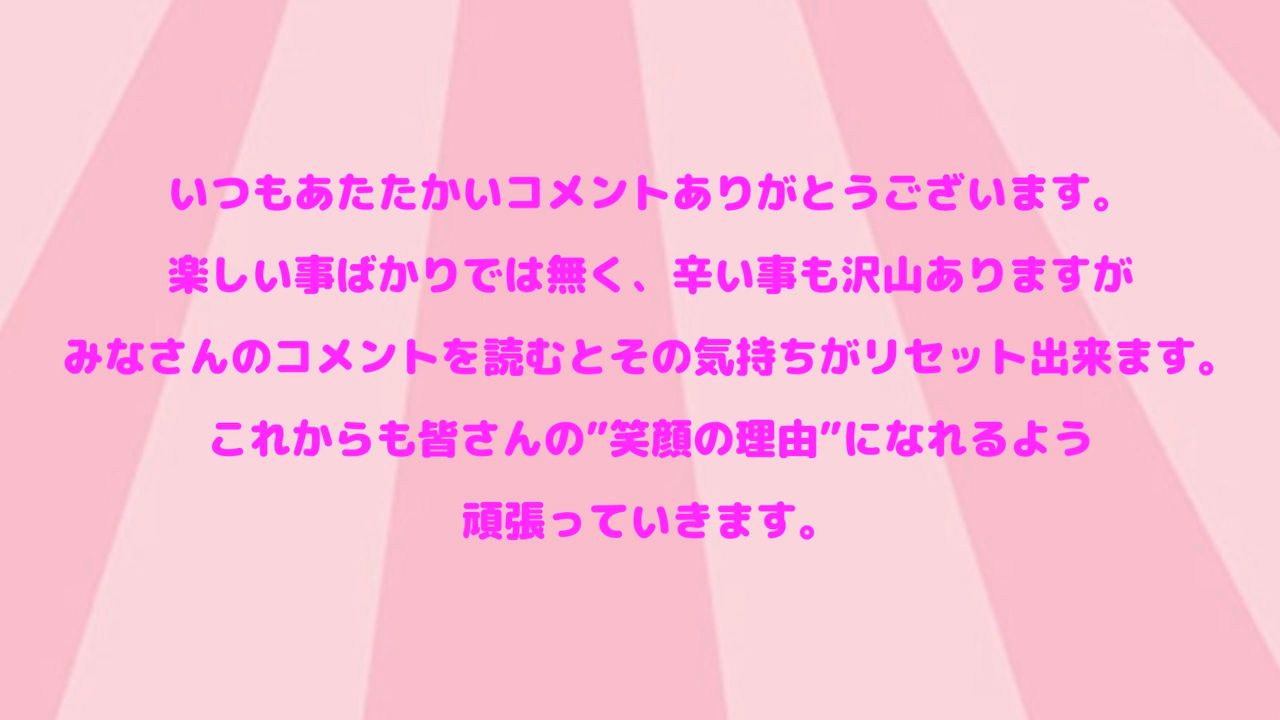 いつもあたたかいコメントありがとうございます。
楽しい事ばかりでは無く、辛い事も沢山ありますが
みなさんのコメントを読むとその気持ちがリセット出来ます。
これからも皆さんの”笑顔の理由”になれるよう
頑張っていきます。